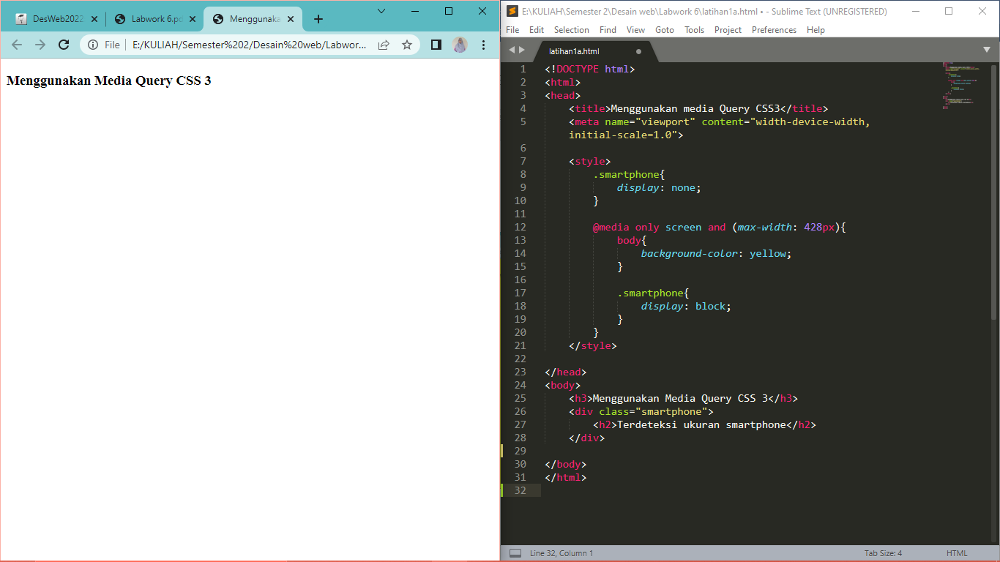 DesWeb2022
Labwork 6.pd
Menggunaka
File
E:/KULIAH/Semester%202/Desain%20web/Labwor...
Menggunakan Media Query CSS 3
E:\KULIAH\Semester 2\Desain web\Labwork 6\latihan1a.html • - Sublime Text (UNREGISTERED)
File Edit Selection Find View Goto Tools Project Preferences Help
latihan1a.html
1 <!DOCTYPE html>
2 <html>
3 <head>
4 <title>Menggunakan media Query CSS3</title>
5 <meta name="viewport" content="width-device-width,
initial-scale=1.0">
6
7 <style>
8 .smartphone{
9 display: none;
10 }
11
12 @media only screen and (max-width: 428px){
13 body{
14 background-color: yellow;
15 }
16
17 .smartphone{
18 display: block;
19 }
20 }
21 </style>
22
23 </head>
24 <body>
25 <h3>Menggunakan Media Query CSS 3</h3>
26 <div class="smartphone">
27 <h2>Terdeteksi ukuran smartphone</h2>
28 </div>
29
30 </body>
31 </html>
32
Line 32, Column 1
Tab Size: 4
HTML